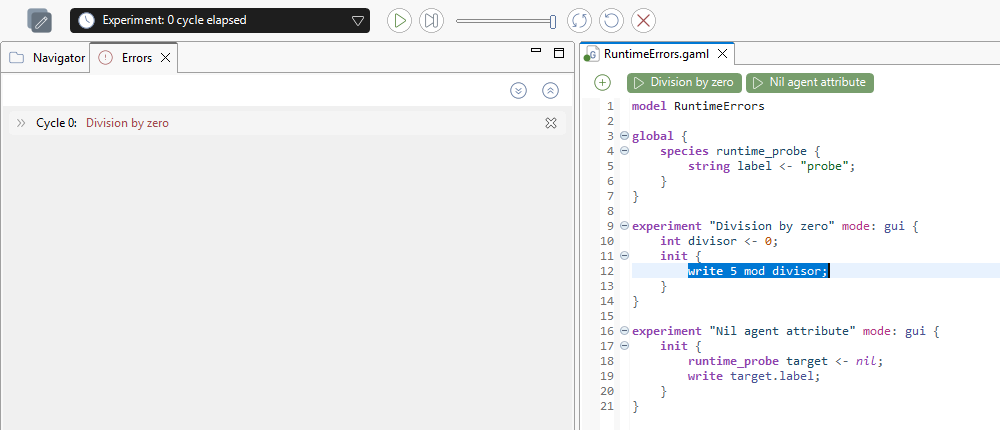 Experiment: 0 cycle elapsed
Navigator
Errors
Cycle 0: Division by zero
RuntimeErrors.gaml
Division by zero
Nil agent attribute
1 model RuntimeErrors
2
3 global {
4 species runtime_probe {
5 string label <- "probe";
6 }
7 }
8
9 experiment "Division by zero" mode: gui {
10 int divisor <- 0;
11 init {
12 write 5 mod divisor;
13 }
14 }
15
16 experiment "Nil agent attribute" mode: gui {
17 init {
18 runtime_probe target <- nil;
19 write target.label;
20 }
21 }